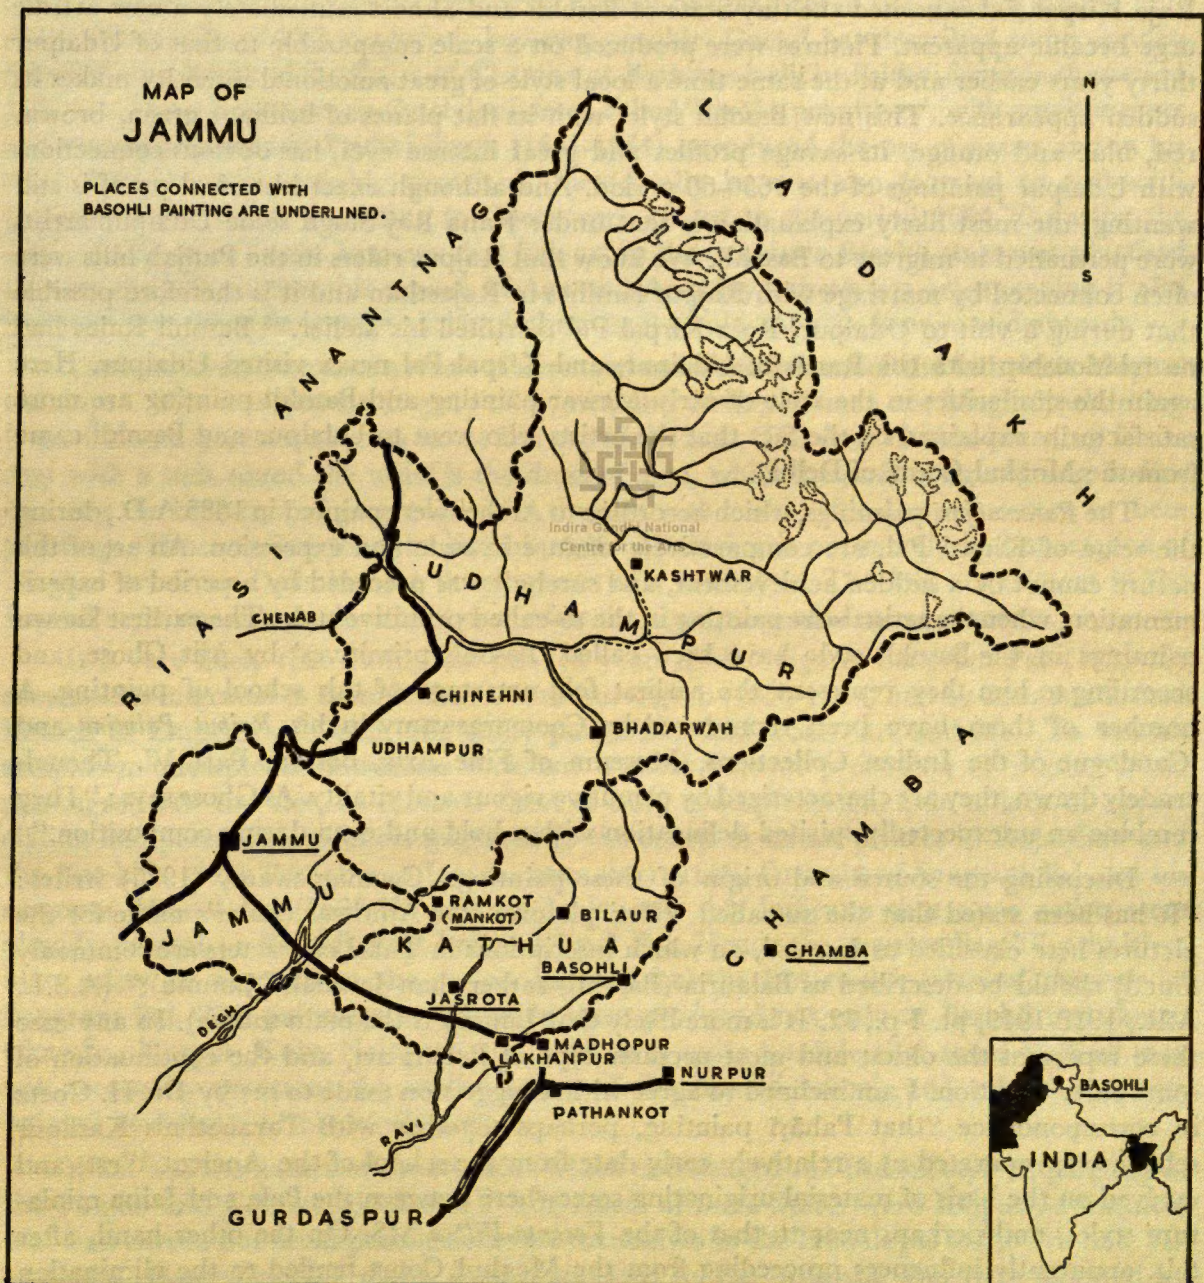 MAP OF
JAMMU
PLACES CONNECTED WITH
BASOHLI PAINTING ARE UNDERLINED.
N
S
LADAKH
ANANTNAG
RIASI
UDHAMPUR
CHAMBA
JAMMU
KATHUA
Indira Gandhi National
Centre for the Arts
KASHTWAR
CHENAB
CHINEHNI
BHADARWAH
UDHAMPUR
JAMMU
RAMKOT
(MANKOT)
BILAUR
BASOHLI
CHAMBA
JASROTA
DEGH
MADHOPUR
LAKHANPUR
NURPUR
PATHANKOT
RAVI
GURDASPUR
BASOHLI
INDIA